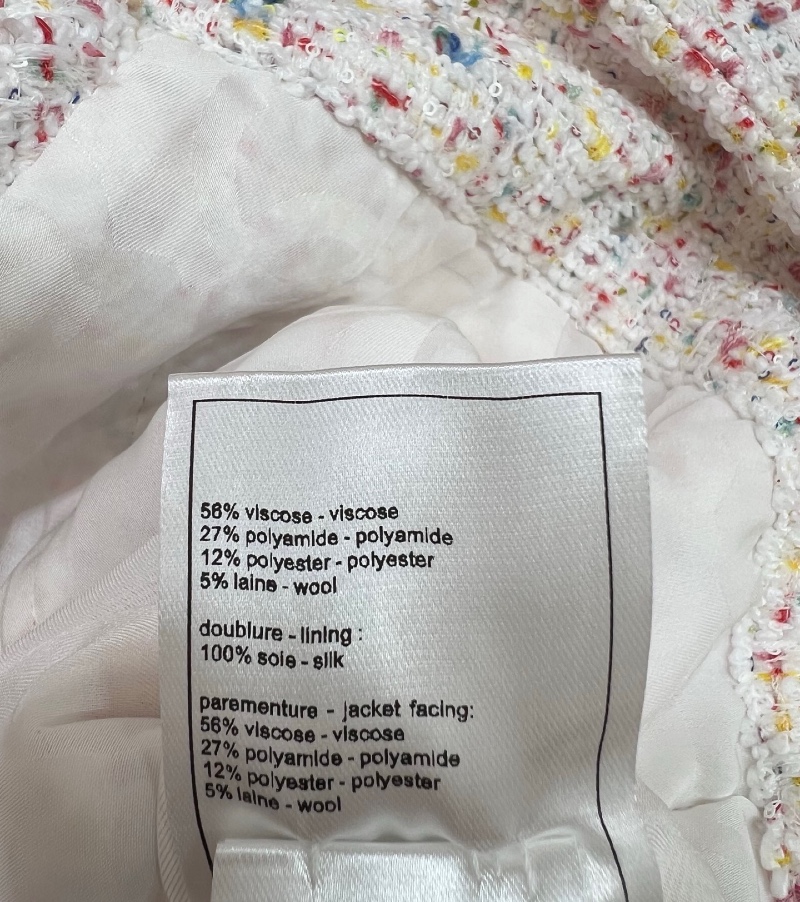 56% viscose - viscose
27% polyamide - polyamide
12% polyester - polyester
5% laine - wool
doublure - lining :
100% soie - silk
parementure - jacket facing:
56% viscose - viscose
27% polyamide - polyamide
12% polyester - polyester
5% laine - wool